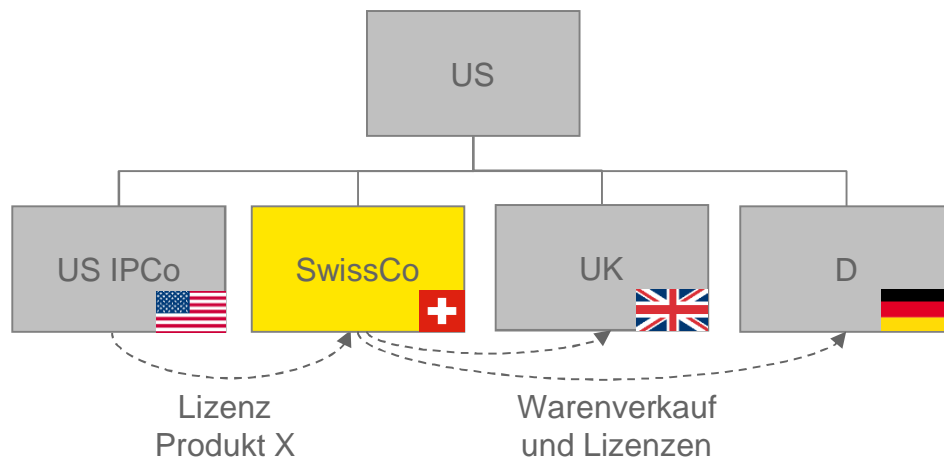 US
US IPCo
SwissCo
UK
D
Lizenz
Produkt X
Warenverkauf
und Lizenzen